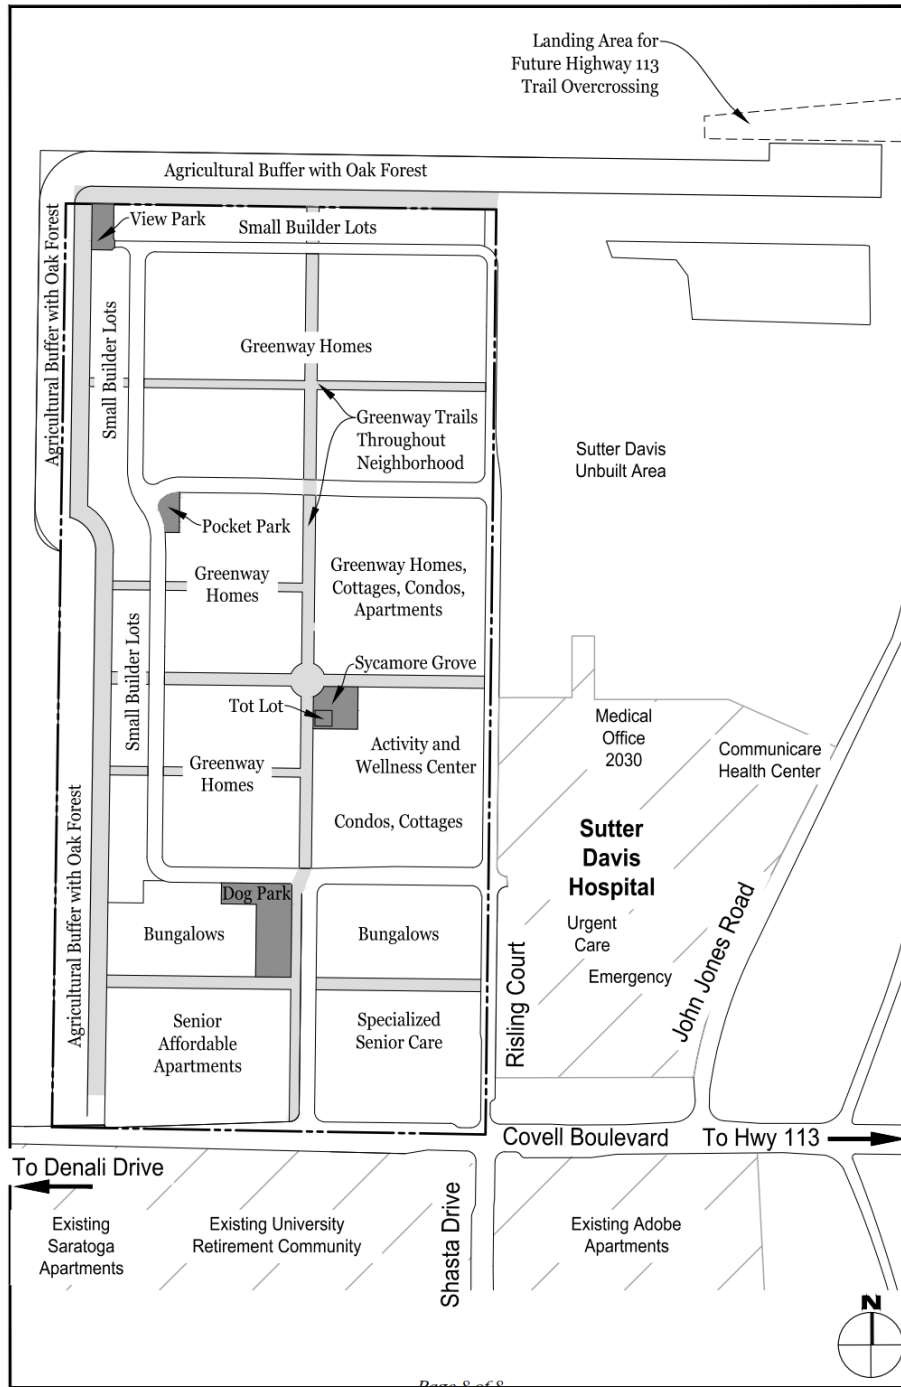 Landing Area for
Future Highway 113
Trail Overcrossing
Agricultural Buffer with Oak Forest
View Park
Small Builder Lots
Agricultural Buffer with Oak Forest
Small Builder Lots
Greenway Homes
Greenway Trails
Throughout
Neighborhood
Sutter Davis
Unbuilt Area
Pocket Park
Greenway
Homes
Greenway Homes,
Cottages, Condos,
Apartments
Small Builder Lots
Sycamore Grove
Tot Lot
Medical
Office
2030
Communicare
Health Center
Activity and
Wellness Center
Greenway
Homes
Condos, Cottages
Sutter
Davis
Hospital
Agricultural Buffer with Oak Forest
Dog Park
Bungalows
Bungalows
Urgent
Care
Emergency
Risling Court
John Jones Road
Senior
Affordable
Apartments
Specialized
Senior Care
Covell Boulevard
To Hwy 113
To Denali Drive
Existing
Saratoga
Apartments
Existing University
Retirement Community
Shasta Drive
Existing Adobe
Apartments
N
Page 8 of 8